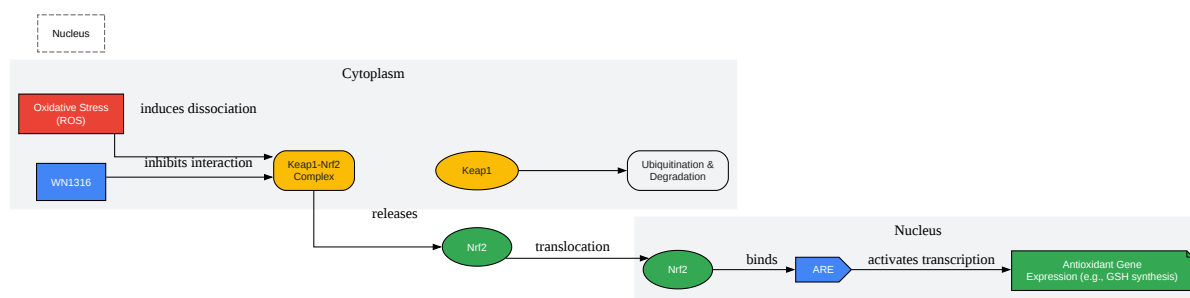 Nucleus
Cytoplasm
Oxidative Stress
(ROS)
induces dissociation
inhibits interaction
WN1316
Keap1-Nrf2
Complex
Keap1
Ubiquitination &
Degradation
releases
Nrf2
translocation
Nucleus
Nrf2
binds
ARE
activates transcription
Antioxidant Gene
Expression (e.g., GSH synthesis)